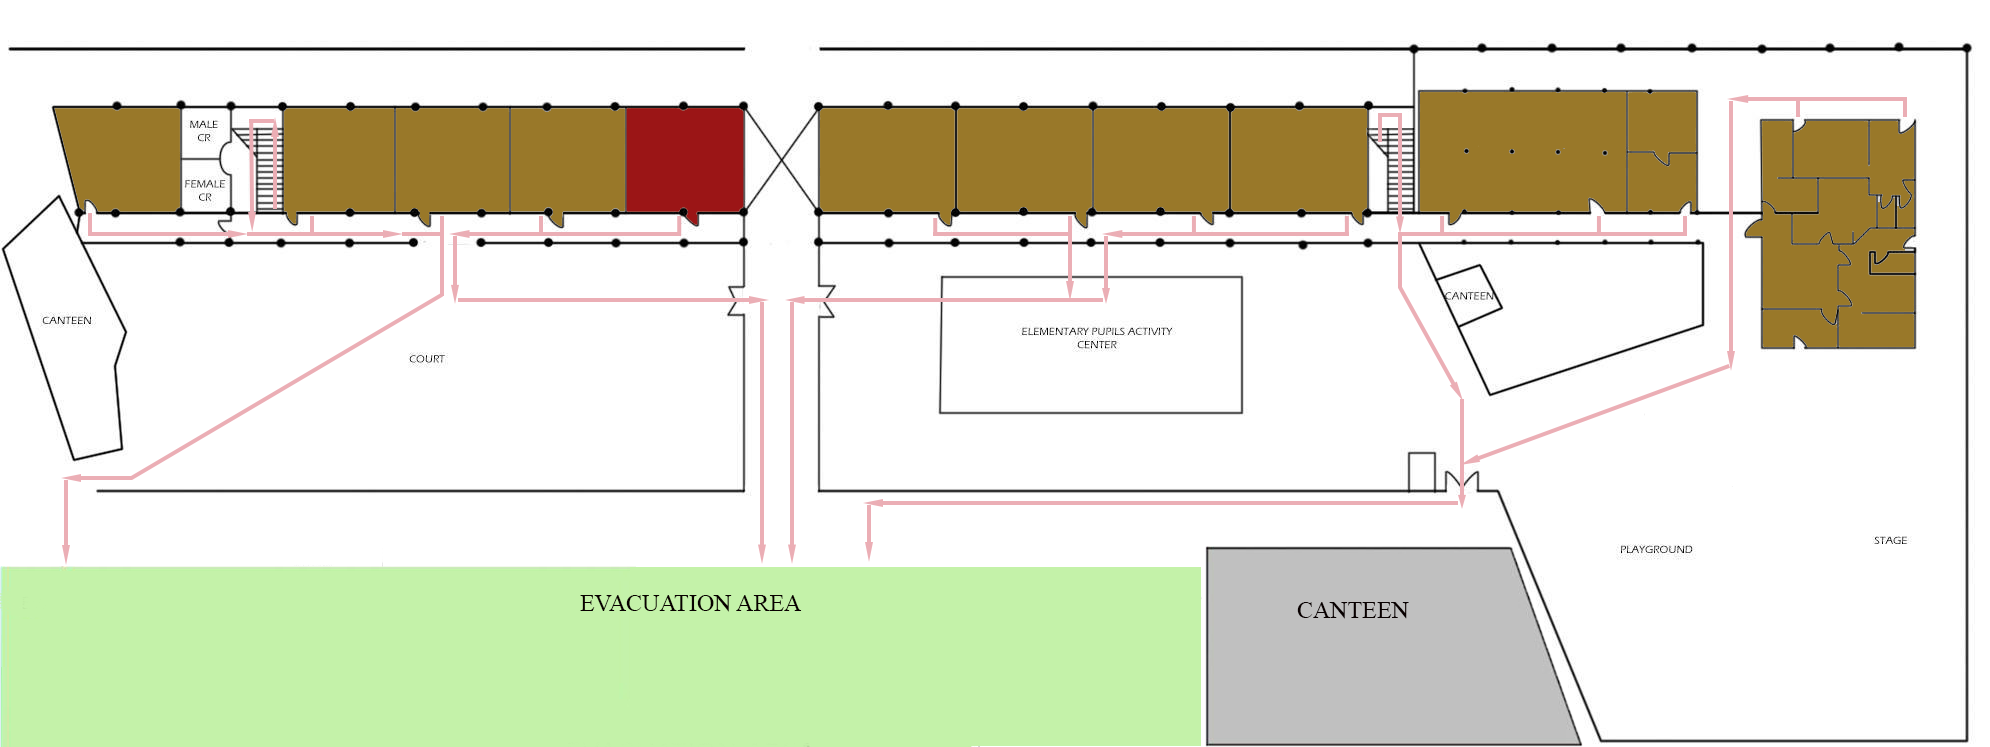 MALE
CR
FEMALE
CR
CANTEEN
COURT
ELEMENTARY PUPILS ACTIVITY
CENTER
CANTEEN
PLAYGROUND
STAGE
EVACUATION AREA
CANTEEN